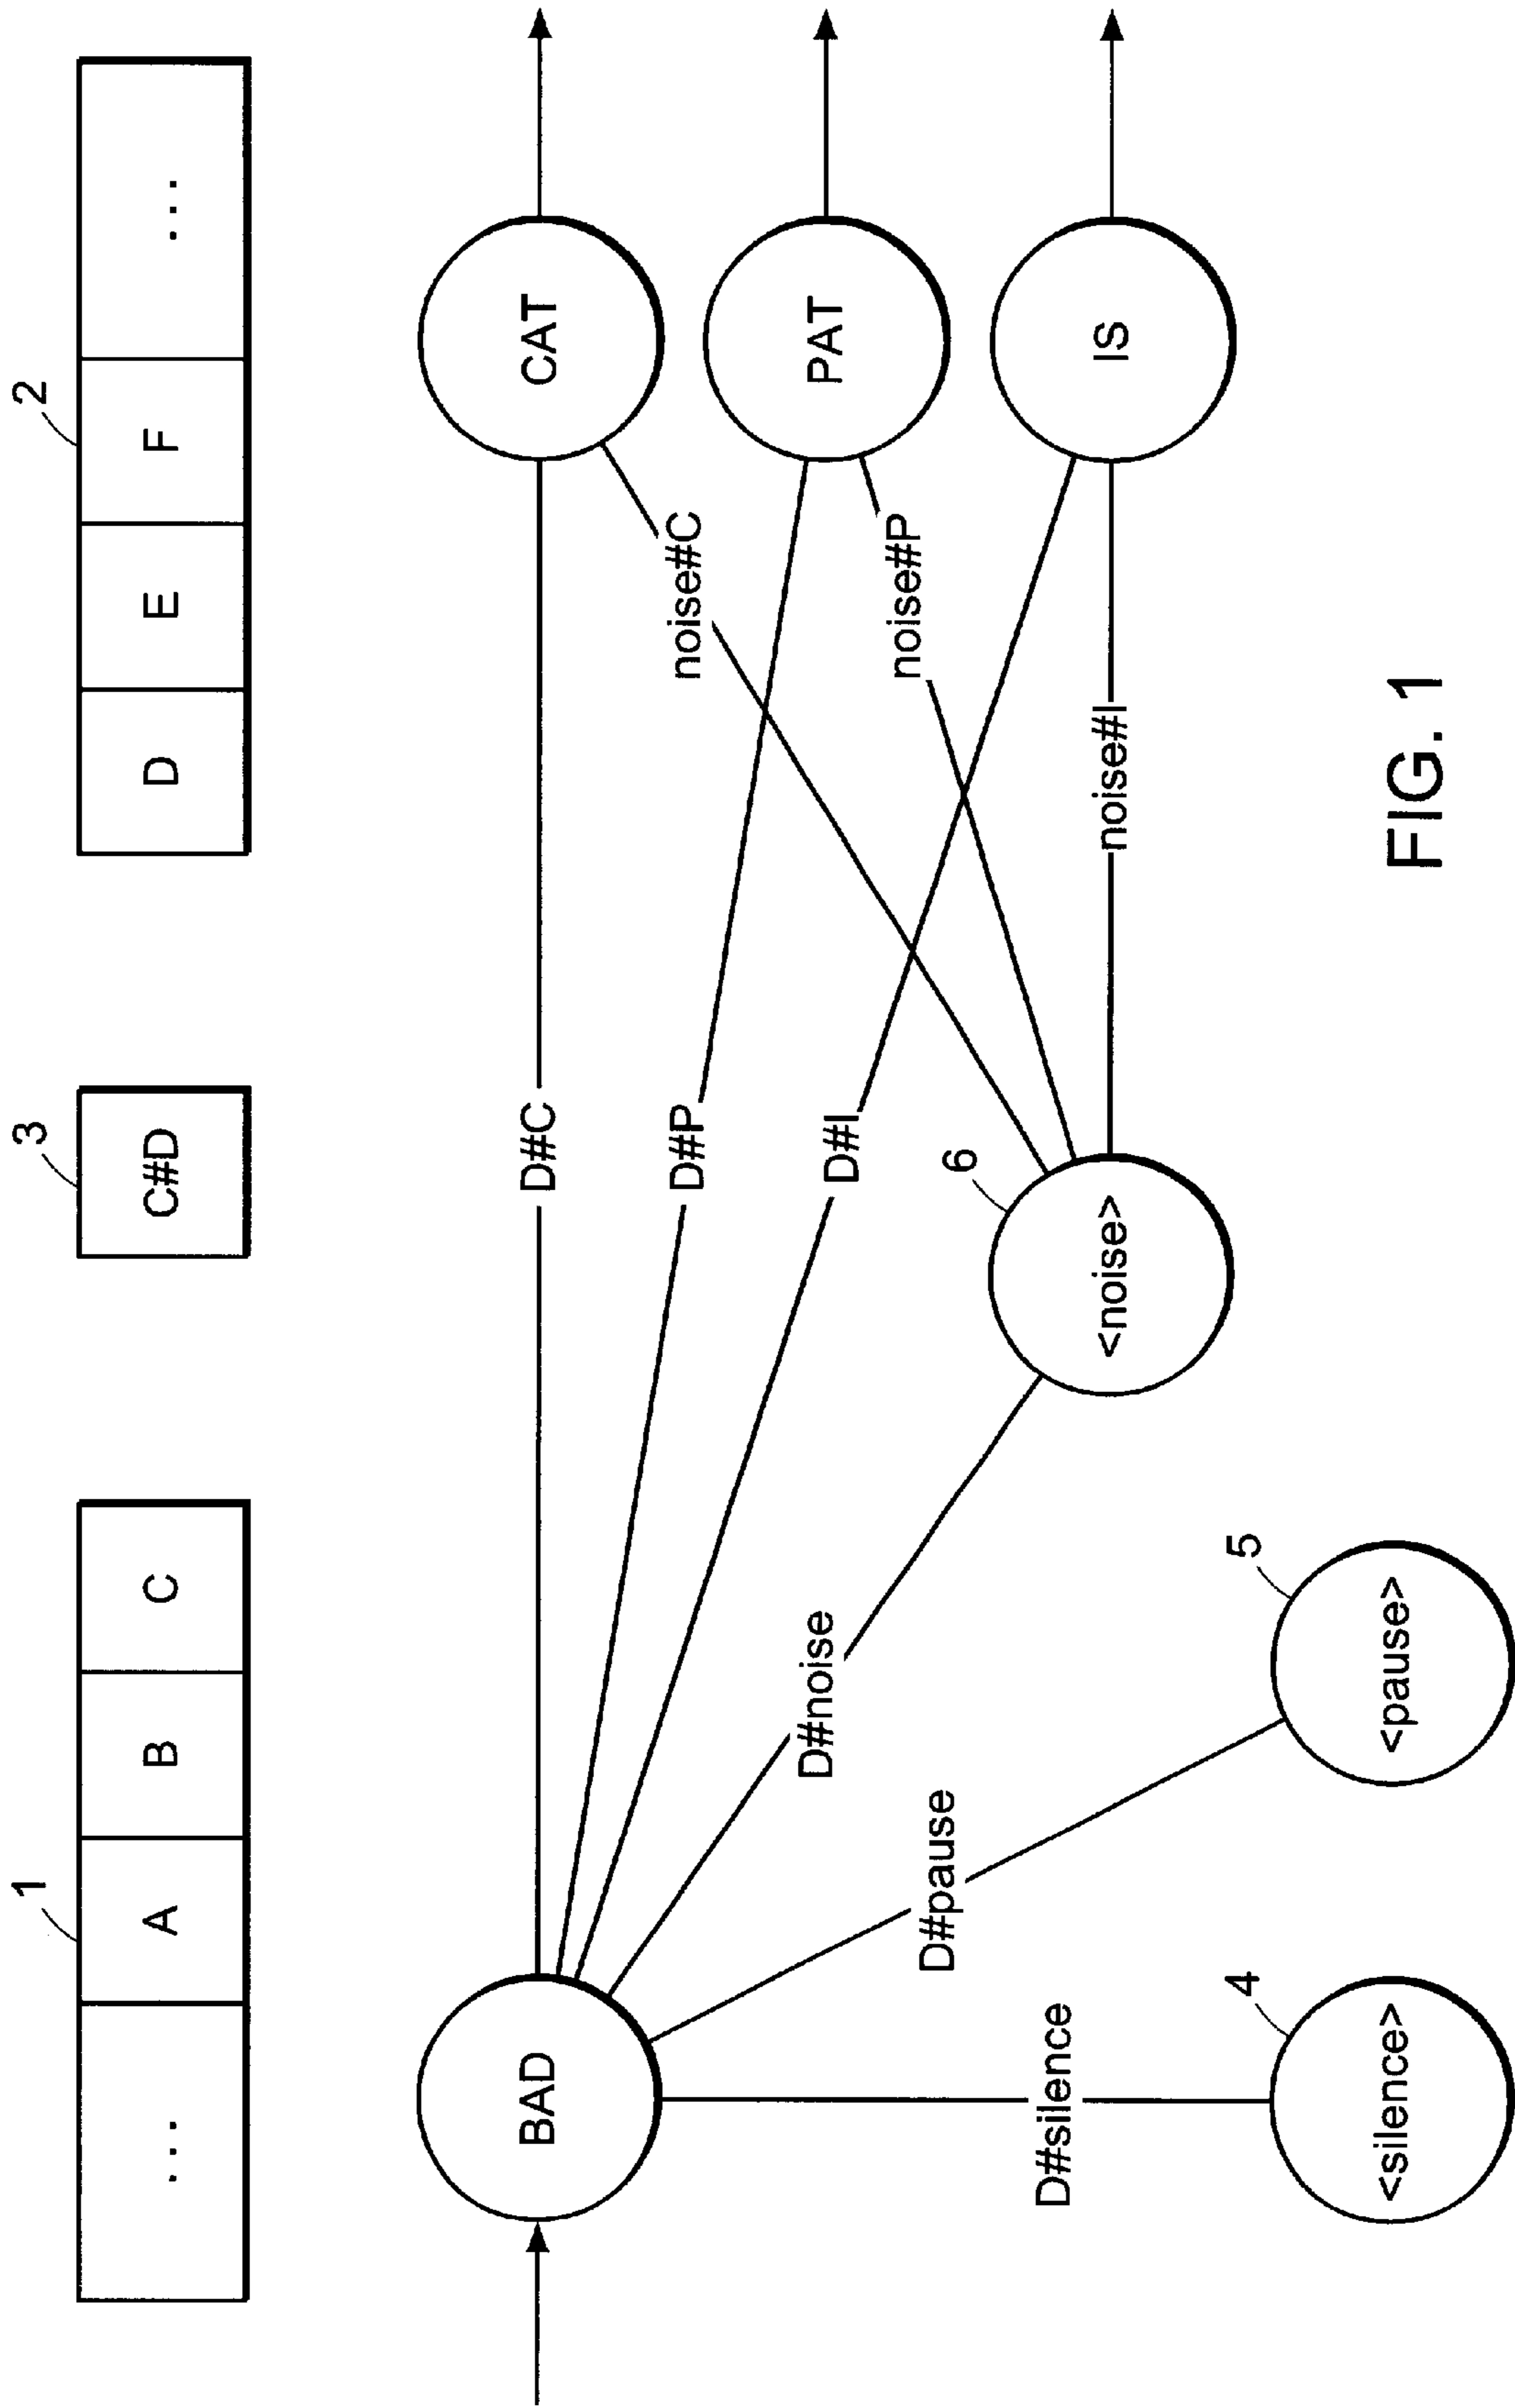 1
3
2
... A B C
C#D
D E F ...
BAD
D#C
CAT
D#P
noise#C
PAT
D#I
noise#P
D#noise
D#pause
6
<noise>
noise#I
IS
D#silence
4
<silence>
5
<pause>
FIG. 1